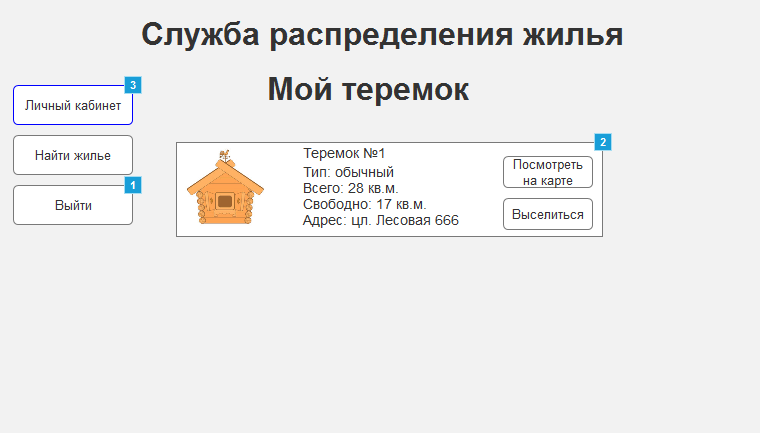 Служба распределения жилья
Мой теремок
3
Личный кабинет
Найти жилье
1
Выйти
2
Теремок №1
Тип: обычный
Всего: 28 кв.м.
Свободно: 17 кв.м.
Адрес: цл. Лесовая 666
Посмотреть
на карте
Выселиться